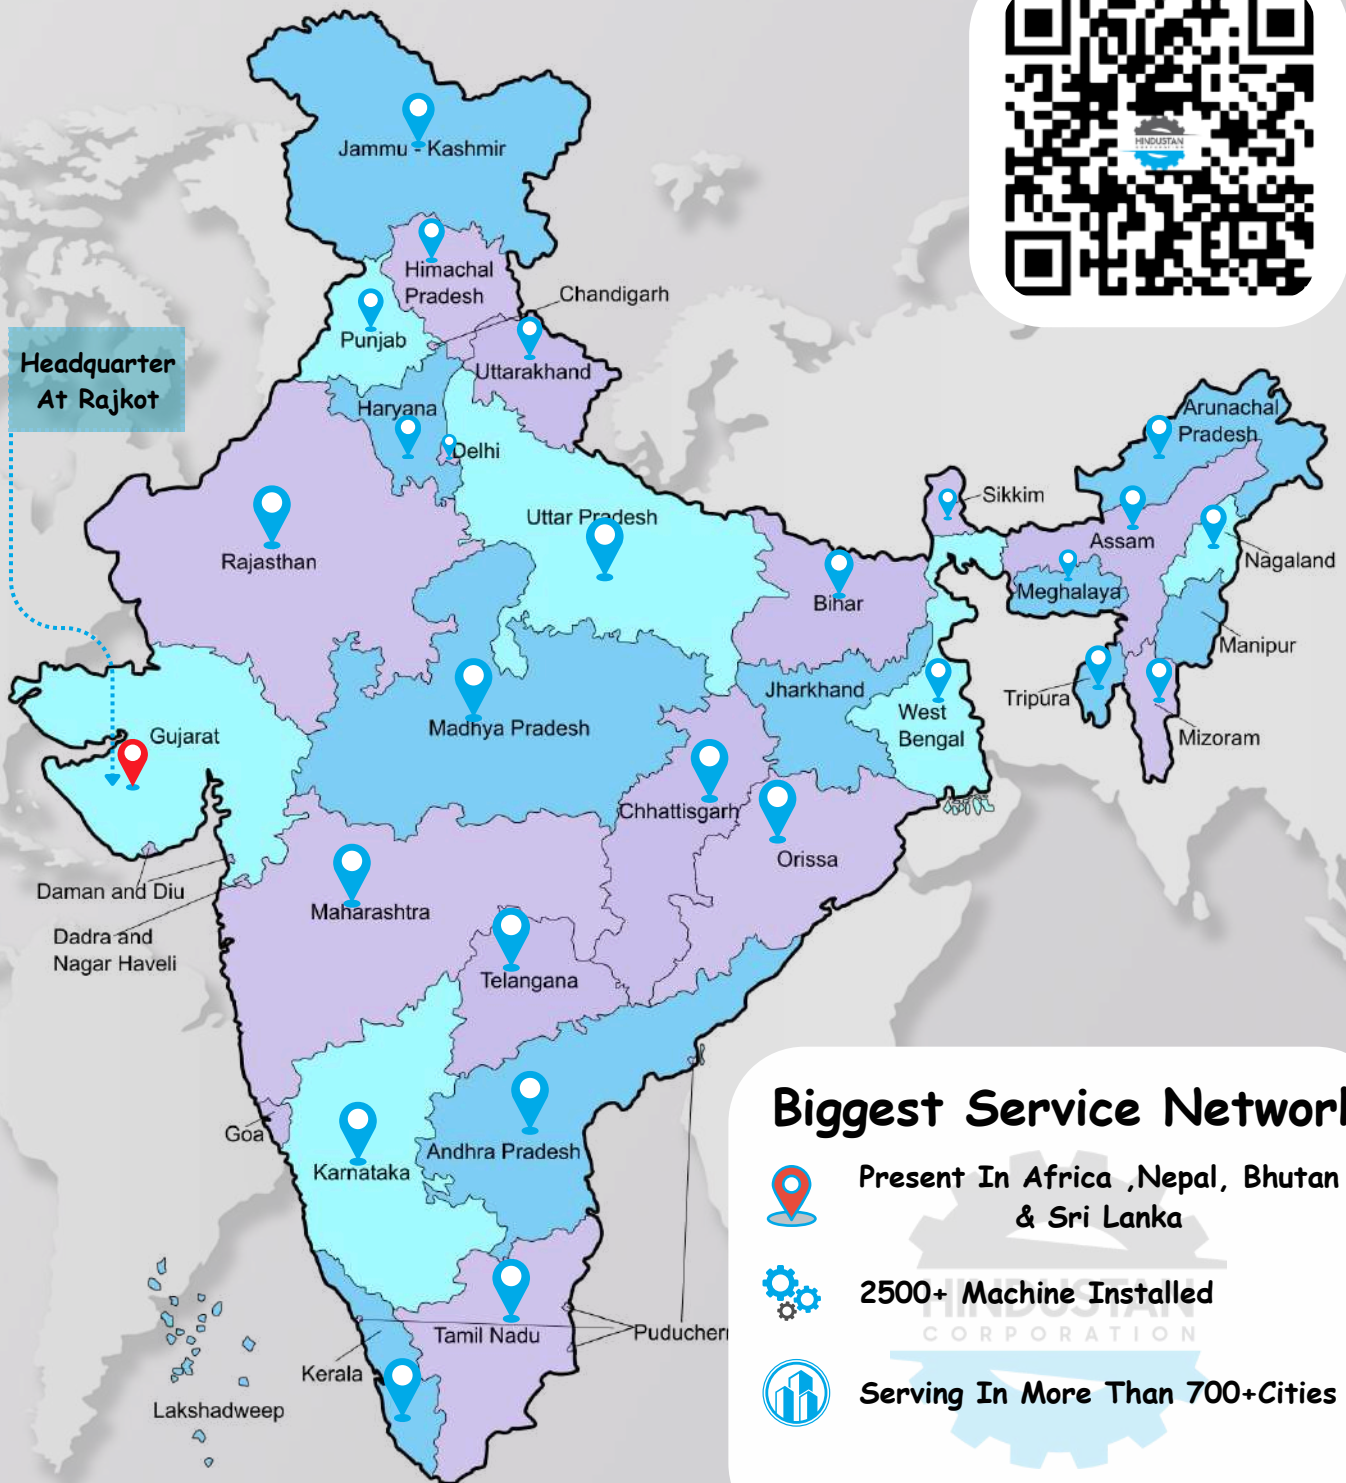 HINDUSTAN
CORPORATION
Jammu - Kashmir
Himachal
Pradesh
Chandigarh
Punjab
Uttarakhand
Headquarter
At Rajkot
Haryana
Delhi
Arunachal
Pradesh
Sikkim
Uttar Pradesh
Assam
Rajasthan
Nagaland
Meghalaya
Bihar
Manipur
Jharkhand
Tripura
West
Bengal
Madhya Pradesh
Gujarat
Mizoram
Chhattisgarh
Orissa
Daman and Diu
Maharashtra
Dadra and
Nagar Haveli
Telangana
Biggest Service Network
Goa
Andhra Pradesh
Karnataka
Present In Africa ,Nepal, Bhutan
& Sri Lanka
2500+ Machine Installed
HINDUSTAN
CORPORATION
Tamil Nadu
Puducherr
Kerala
Serving In More Than 700+Cities
Lakshadweep